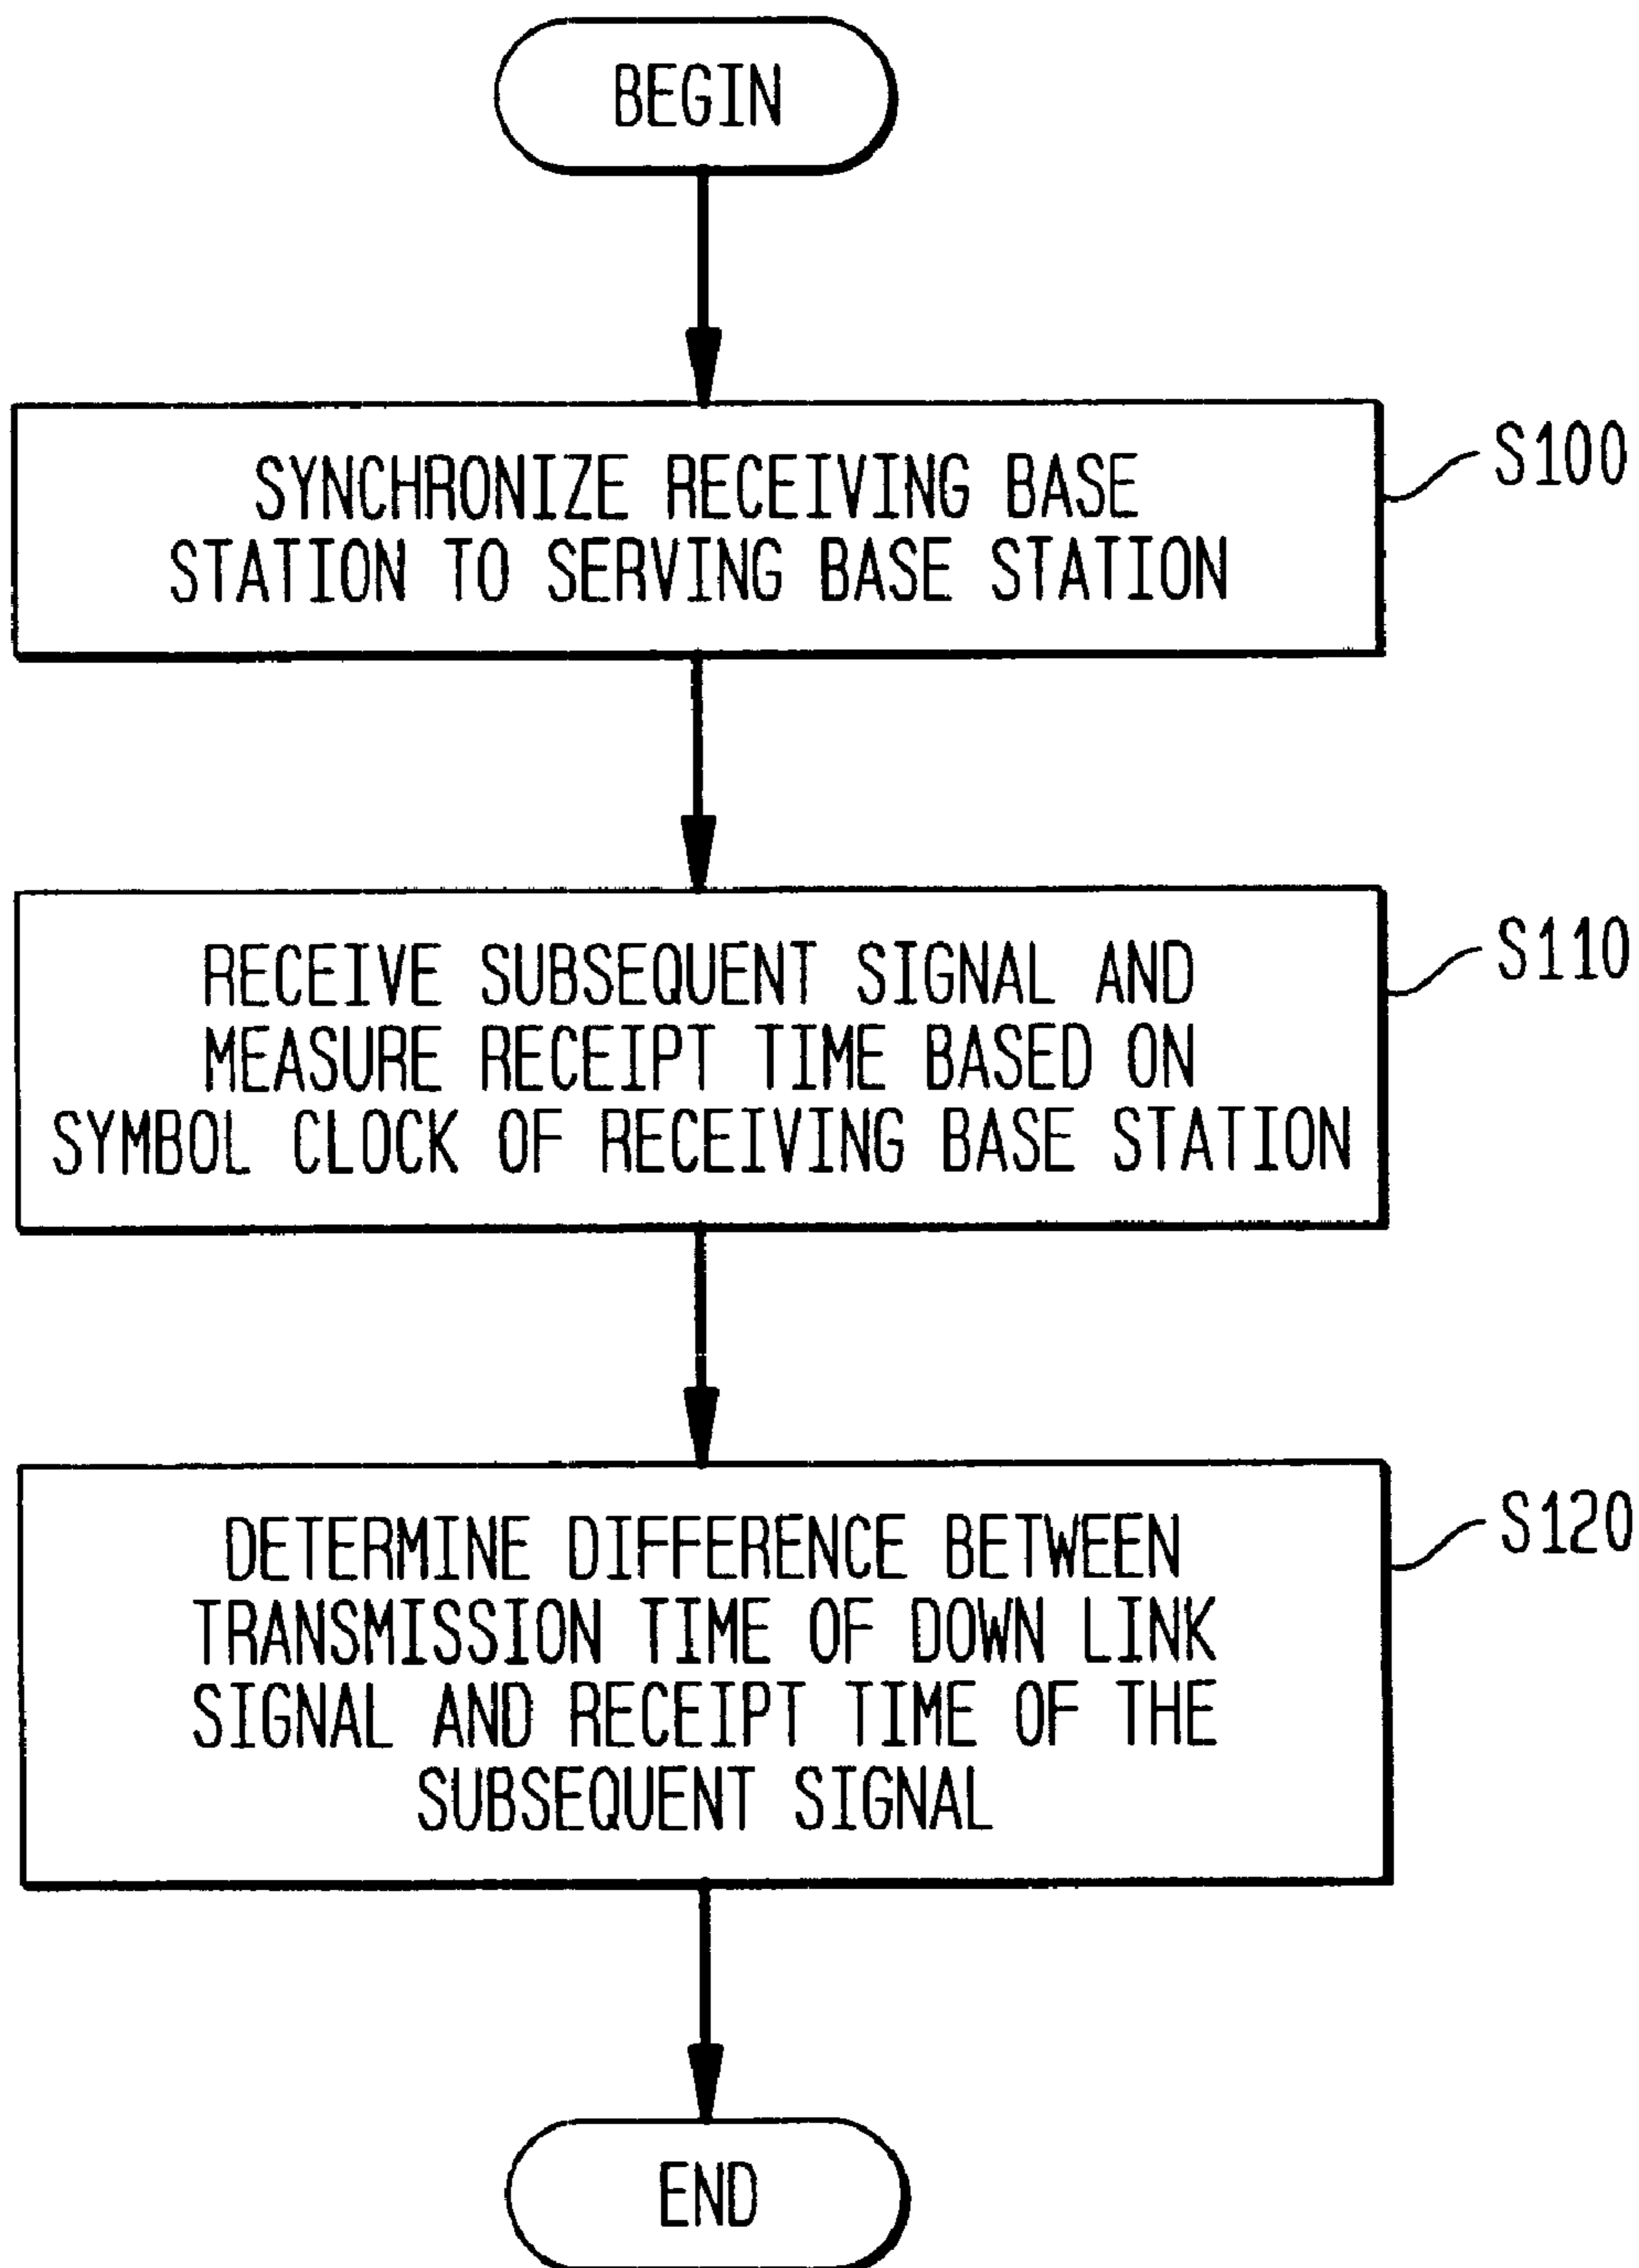 BEGIN
SYNCHRONIZE RECEIVING BASE
STATION TO SERVING BASE STATION
S100
RECEIVE SUBSEQUENT SIGNAL AND
MEASURE RECEIPT TIME BASED ON
SYMBOL CLOCK OF RECEIVING BASE STATION
S110
DETERMINE DIFFERENCE BETWEEN
TRANSMISSION TIME OF DOWN LINK
SIGNAL AND RECEIPT TIME OF THE
SUBSEQUENT SIGNAL
S120
END